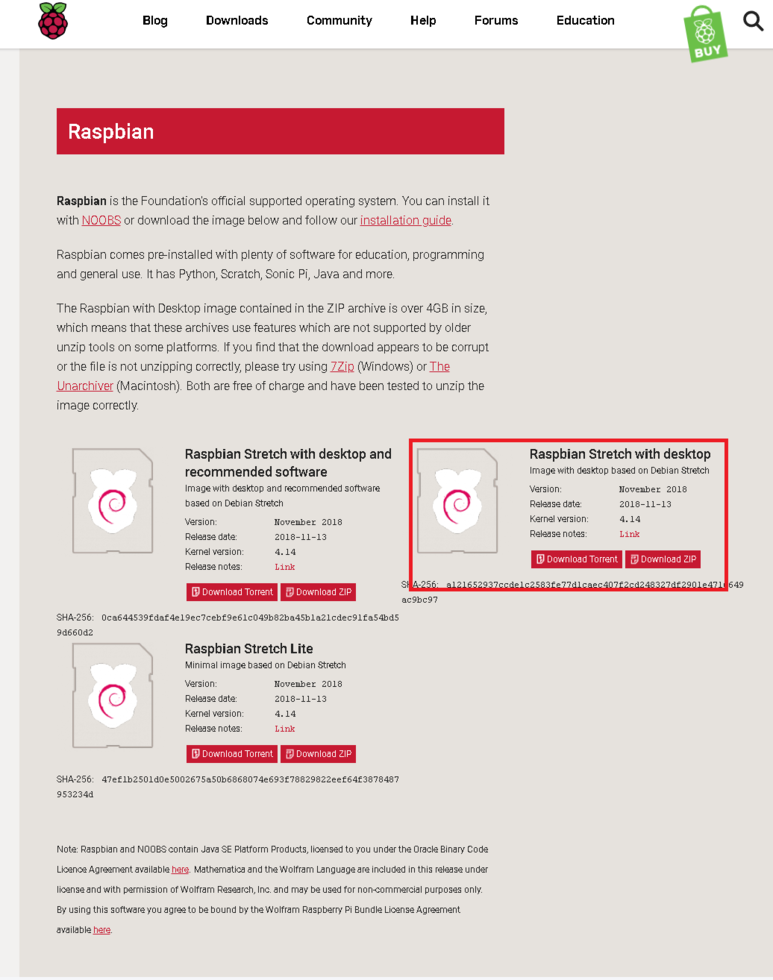 Blog Downloads Community Help Forums Education
BUY
Raspbian
Raspbian is the Foundation's official supported operating system. You can install it
with NOOBS or download the image below and follow our installation guide.
Raspbian comes pre-installed with plenty of software for education, programming
and general use. It has Python, Scratch, Sonic Pi, Java and more.
The Raspbian with Desktop image contained in the ZIP archive is over 4GB in size,
which means that these archives use features which are not supported by older
unzip tools on some platforms. If you find that the download appears to be corrupt
or the file is not unzipping correctly, please try using 7Zip (Windows) or The
Unarchiver (Macintosh). Both are free of charge and have been tested to unzip the
image correctly.
Raspbian Stretch with desktop and
recommended software
Image with desktop and recommended software
based on Debian Stretch
Version: November 2018
Release date: 2018-11-13
Kernel version: 4.14
Release notes: Link
Download Torrent Download ZIP
SHA-256: 0ca644539fdaf4e19ec7cebf9e61c049b82ba45b1a21cdec91fa54bd5
9d660d2
Raspbian Stretch with desktop
Image with desktop based on Debian Stretch
Version: November 2018
Release date: 2018-11-13
Kernel version: 4.14
Release notes: Link
Download Torrent Download ZIP
SHA-256: a121652937ccde1c2583fe77d1caec407f2cd248327df2901e4716649
ac9bc97
Raspbian Stretch Lite
Minimal image based on Debian Stretch
Version: November 2018
Release date: 2018-11-13
Kernel version: 4.14
Release notes: Link
Download Torrent Download ZIP
SHA-256: 47ef1b2501d0e5002675a50b6868074e693f78829822eef64f3878487
953234d
Note: Raspbian and NOOBS contain Java SE Platform Products, licensed to you under the Oracle Binary Code
Licence Agreement available here. Mathematica and the Wolfram Language are included in this release under
license and with permission of Wolfram Research, Inc. and may be used for non-commercial purposes only.
By using this software you agree to be bound by the Wolfram Raspberry Pi Bundle License Agreement
available here.